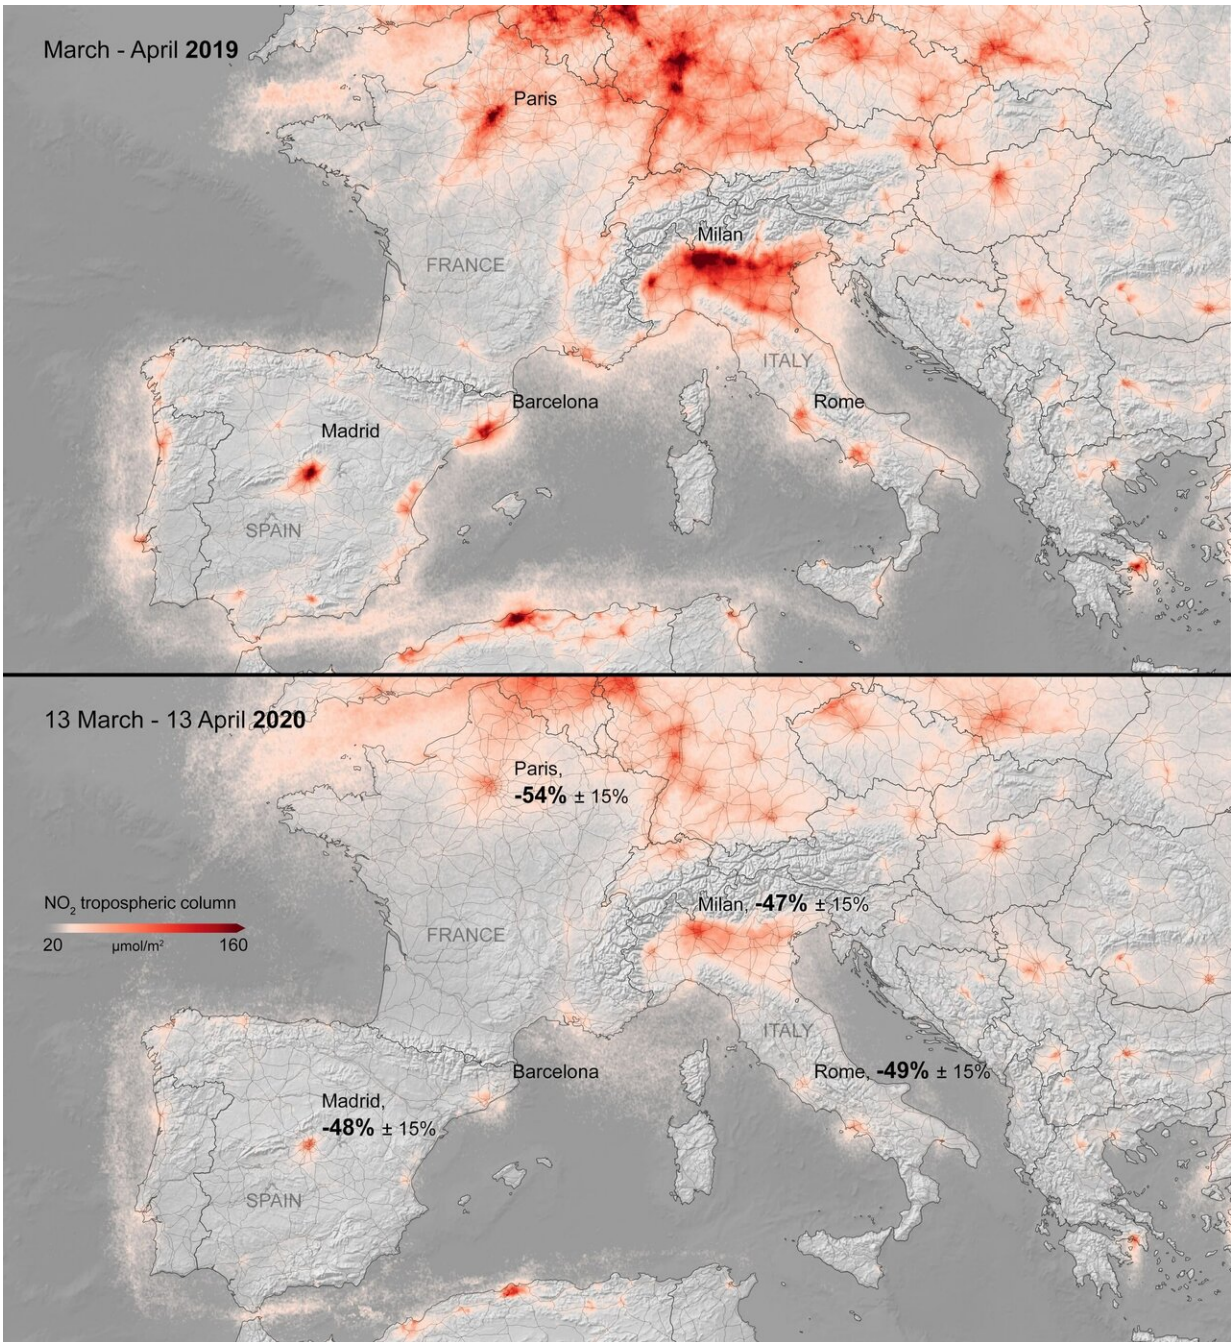 March - April 2019
Paris
Milan
FRANCE
ITALY
Barcelona
Rome
Madrid
SPAIN
13 March - 13 April 2020
Paris,
-54% ± 15%
NO₂ tropospheric column
20 µmol/m² 160
Milan, -47% ± 15%
FRANCE
ITALY
Barcelona
Rome, -49% ± 15%
Madrid,
-48% ± 15%
SPAIN